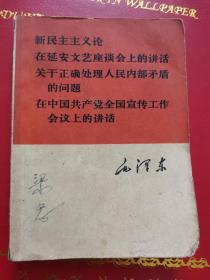 新民主主义论
在延安文艺座谈会上的讲话
关于正确处理人民内部矛盾
的问题
在中国共产党全国宣传工作
会议上的讲话
毛泽东
梁